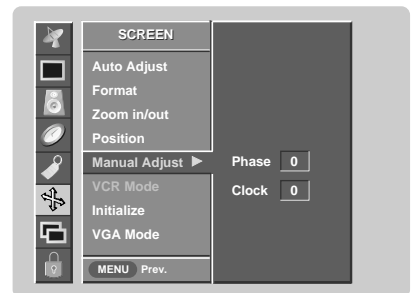 SCREEN
Auto Adjust
Format
Zoom in/out
Position
Manual Adjust ▶
Phase 0
Clock 0
VCR Mode
Initialize
VGA Mode
MENU Prev.